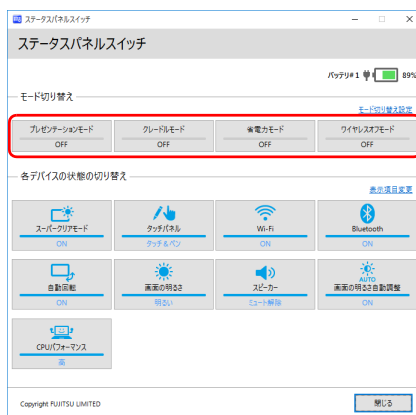 ステータスパネルスイッチ
ステータスパネルスイッチ
バッテリ#1 89%
モード切り替え
モード切り替え設定
プレゼンテーションモード クレードルモード 省電力モード ワイヤレスオフモード
OFF OFF OFF OFF
各デバイスの状態の切り替え
表示項目変更
スーパークリアモード タッチパネル Wi-Fi Bluetooth
ON タッチ&ペン ON ON
AUTO
自動回転 画面の明るさ スピーカー 画面の明るさ自動調整
ON 明るい ミュート解除 ON
CPUパフォーマンス
高
Copyright FUJITSU LIMITED 閉じる